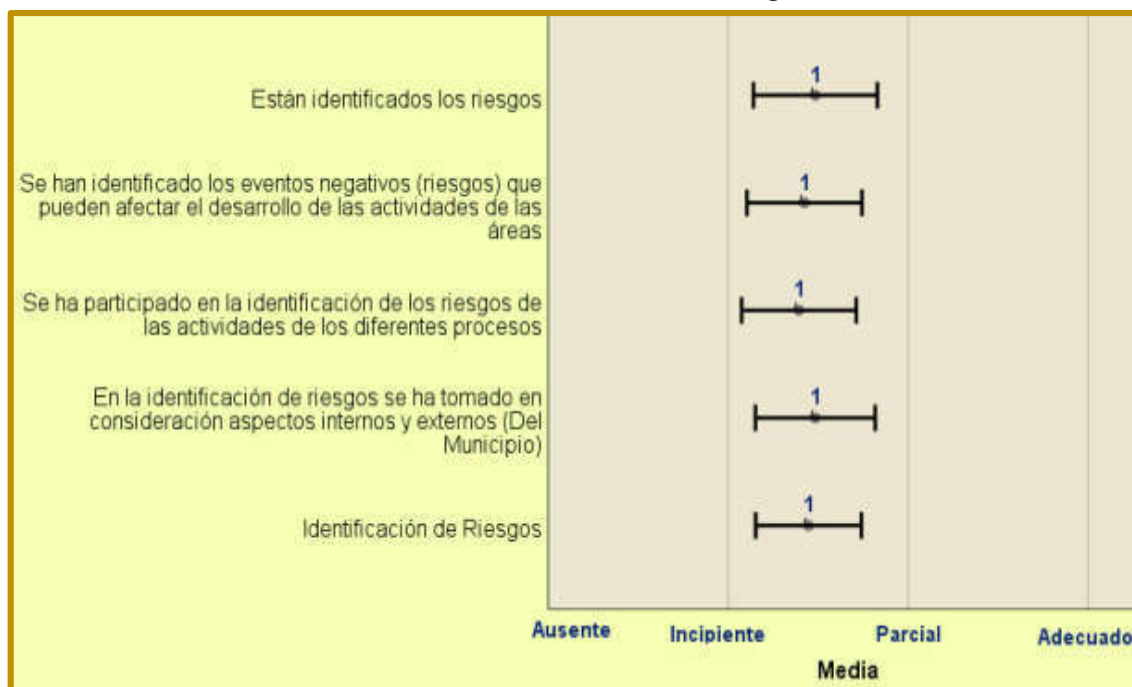 1
Están identificados los riesgos
1
Se han identificado los eventos negativos (riesgos) que
pueden afectar el desarrollo de las actividades de las
áreas
1
Se ha participado en la identificación de los riesgos de
las actividades de los diferentes procesos
1
En la identificación de riesgos se ha tomado en
consideración aspectos internos y externos (Del
Municipio)
1
Identificación de Riesgos
Ausente Incipiente Parcial Adecuado
Media